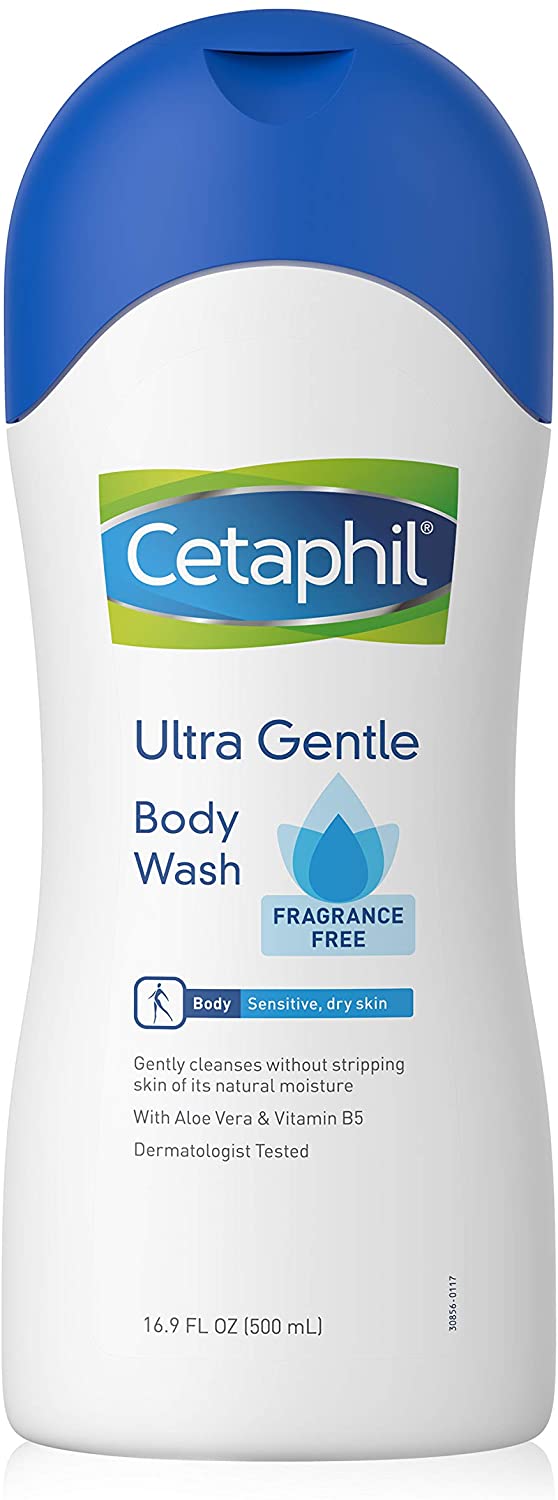 Cetaphil®
Ultra Gentle
Body
Wash
FRAGRANCE
FREE
Body Sensitive, dry skin
Gently cleanses without stripping
skin of its natural moisture
With Aloe Vera & Vitamin B5
Dermatologist Tested
16.9 FL OZ (500 mL)
30856-0117